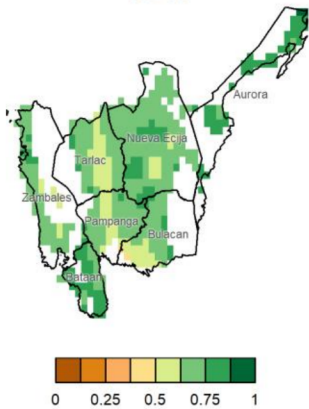 Aurora
Nueva Ecija
Tarlac
Zambales
Pampanga
Bulacan
Bataan
0 0.25 0.5 0.75 1